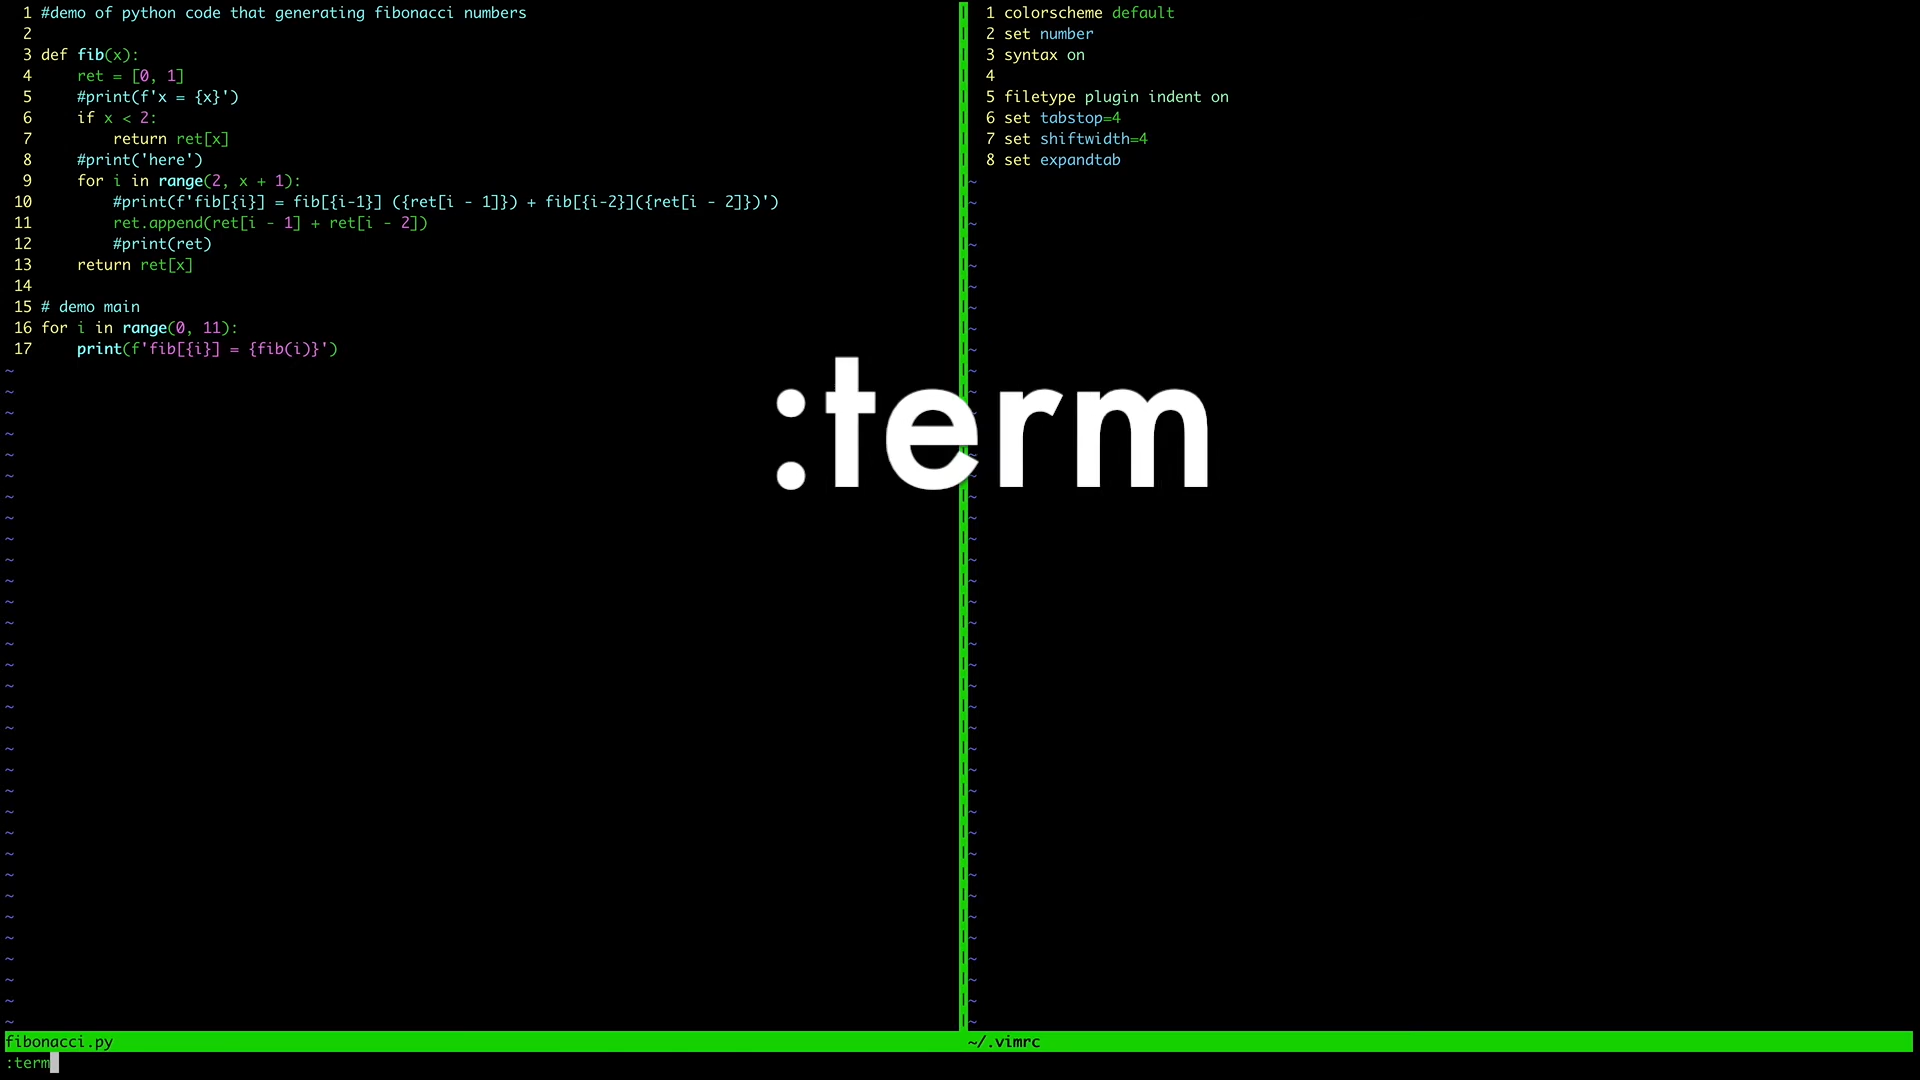 1 #demo of python code that generating fibonacci numbers
2
3 def fib(x):
4     ret = [0, 1]
5     #print(f'x = {x}')
6     if x < 2:
7         return ret[x]
8     #print('here')
9     for i in range(2, x + 1):
10         #print(f'fib[{i}] = fib[{i-1}] ({ret[i - 1]}) + fib[{i-2}]({ret[i - 2]})')
11         ret.append(ret[i - 1] + ret[i - 2])
12         #print(ret)
13     return ret[x]
14
15 # demo main
16 for i in range(0, 11):
17     print(f'fib[{i}] = {fib(i)}')
1 colorscheme default
2 set number
3 syntax on
4
5 filetype plugin indent on
6 set tabstop=4
7 set shiftwidth=4
8 set expandtab
:term
fibonacci.py
~/.vimrc
:term